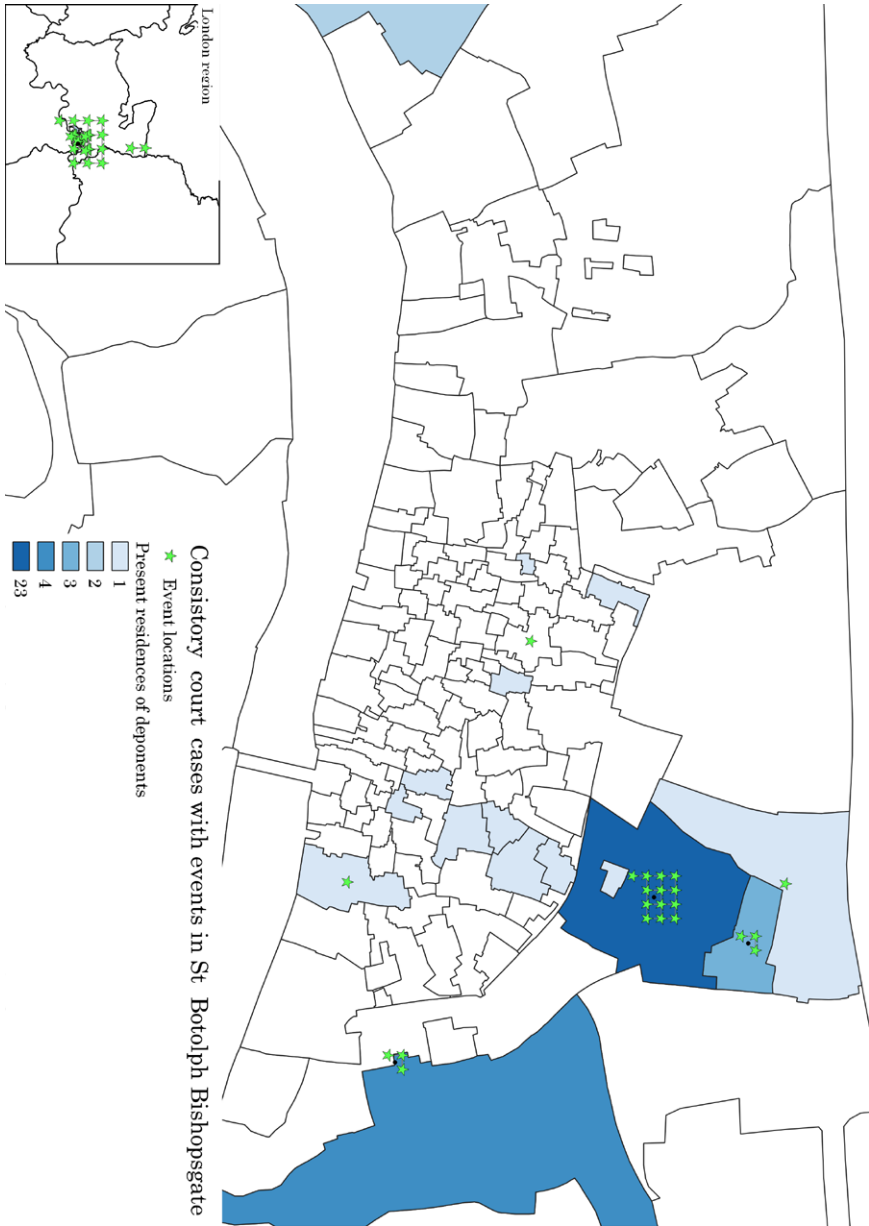 London region
Consistory court cases with events in St Botolph Bishopsgate
Event locations
Present residences of deponents
1
2
3
4
23